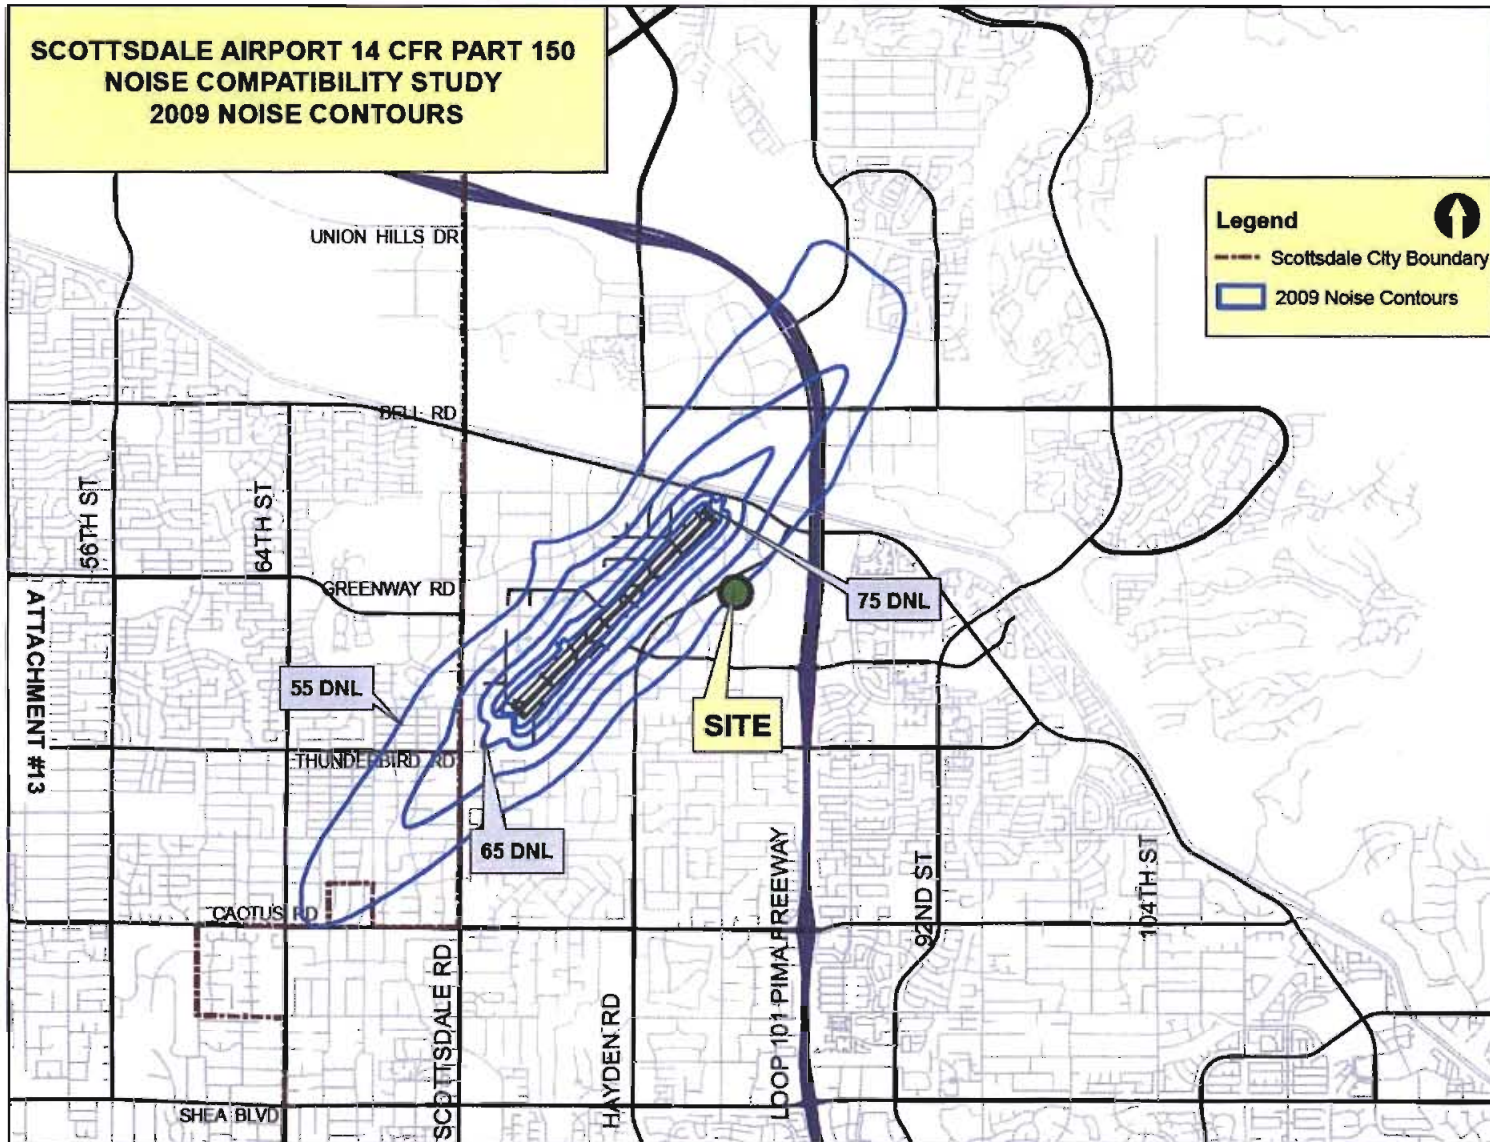 SCOTTSDALE AIRPORT 14 CFR PART 150
NOISE COMPATIBILITY STUDY
2009 NOISE CONTOURS
Legend
Scottsdale City Boundary
2009 Noise Contours
UNION HILLS DR
BELL RD
56TH ST
64TH ST
GREENWAY RD
75 DNL
ATTACHMENT #13
55 DNL
SITE
THUNDERBIRD RD
65 DNL
CACTUS RD
SCOTTSDALE RD
HAYDEN RD
LOOP 101 PIMA FREEWAY
92ND ST
104TH ST
SHEA BLVD